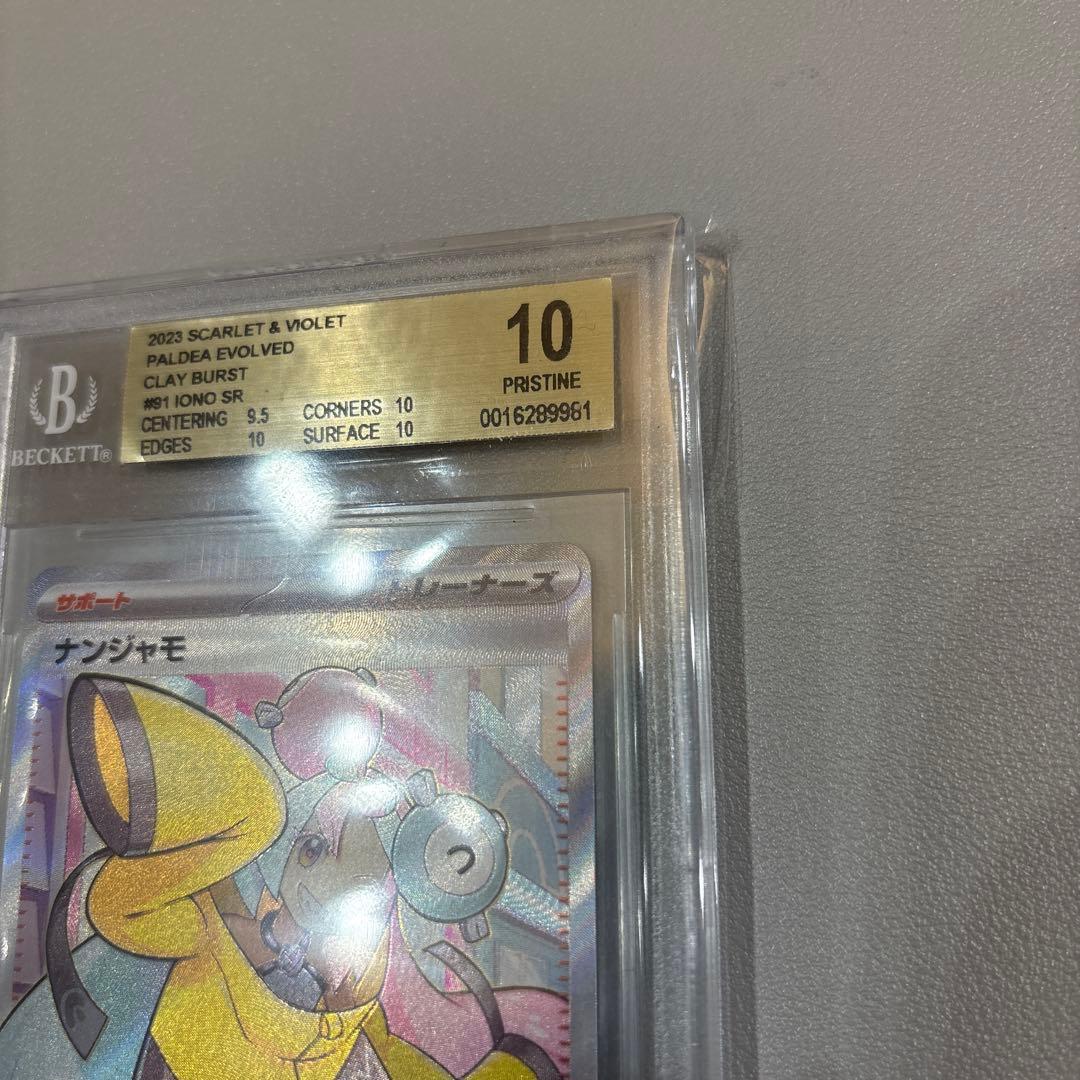 2023 SCARLET & VIOLET
PALDEA EVOLVED
CLAY BURST
#91 IONO SR
CENTERING 9.5 CORNERS 10
EDGES 10 SURFACE 10
10
PRISTINE
0016289981
B
BECKETT®
サポート
トレーナーズ
ナンジャモ